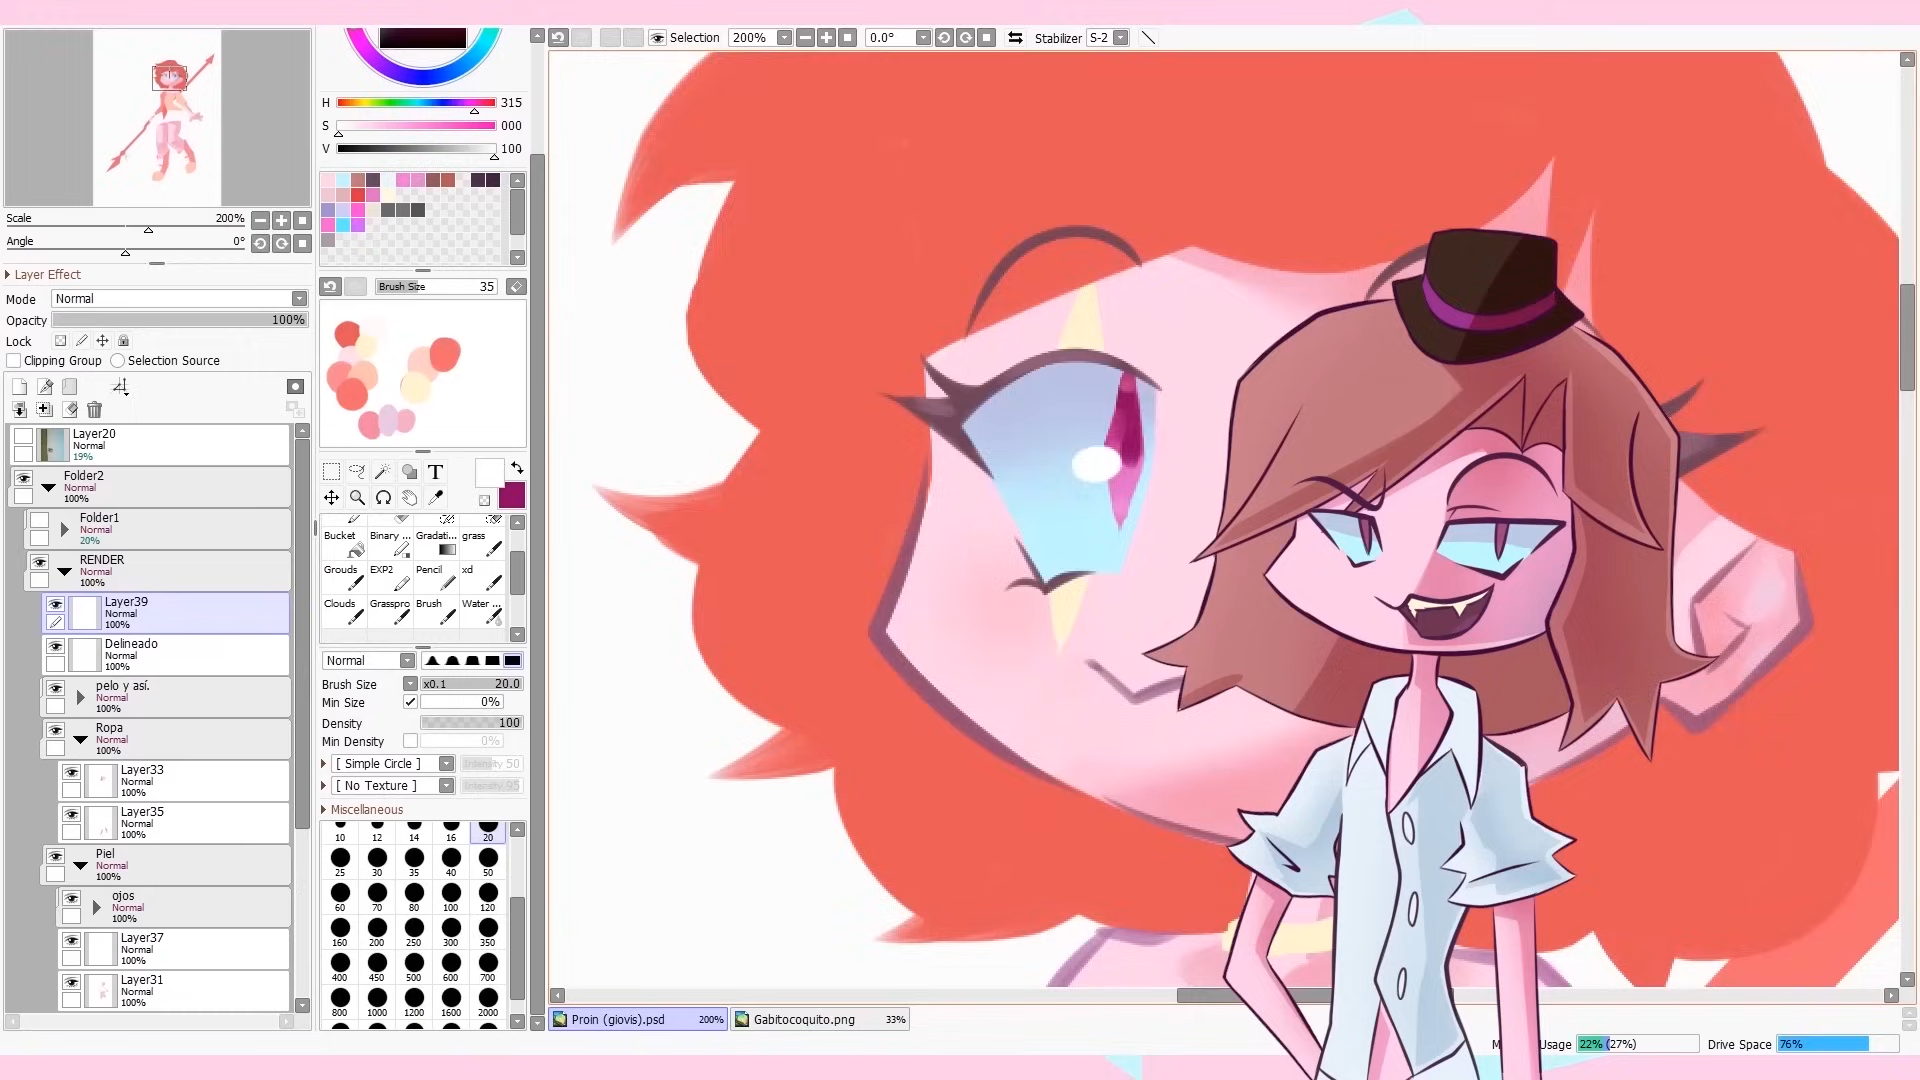 Selection
200%
0.0°
Stabilizer
S-2
H
315
S
000
V
100
Scale
200%
Angle
0°
Layer Effect
Mode
Normal
Opacity
100%
Lock
Clipping Group
Selection Source
Layer20
Normal
19%
Folder2
Normal
100%
Folder1
Normal
20%
RENDER
Normal
100%
Layer39
Normal
100%
Delineado
Normal
100%
pelo y así.
Normal
100%
Ropa
Normal
100%
Layer33
Normal
100%
Layer35
Normal
100%
Piel
Normal
100%
ojos
Normal
100%
Layer37
Normal
100%
Layer31
Normal
100%
Brush Size
35
T
Bucket
Binary ...
Gradati...
grass
Grouds
EXP2
Pencil
xd
Clouds
Grasspro
Brush
Water ...
Normal
Brush Size
x0.1
20.0
Min Size
0%
Density
100
Min Density
0%
[ Simple Circle ]
Intensity 50
[ No Texture ]
Intensity 95
Miscellaneous
10 12 14 16 20
25 30 35 40 50
60 70 80 100 120
160 200 250 300 350
400 450 500 600 700
800 1000 1200 1600 2000
Proin (giovis).psd
200%
Gabitocoquito.png
33%
Usage
22% (27%)
Drive Space
76%